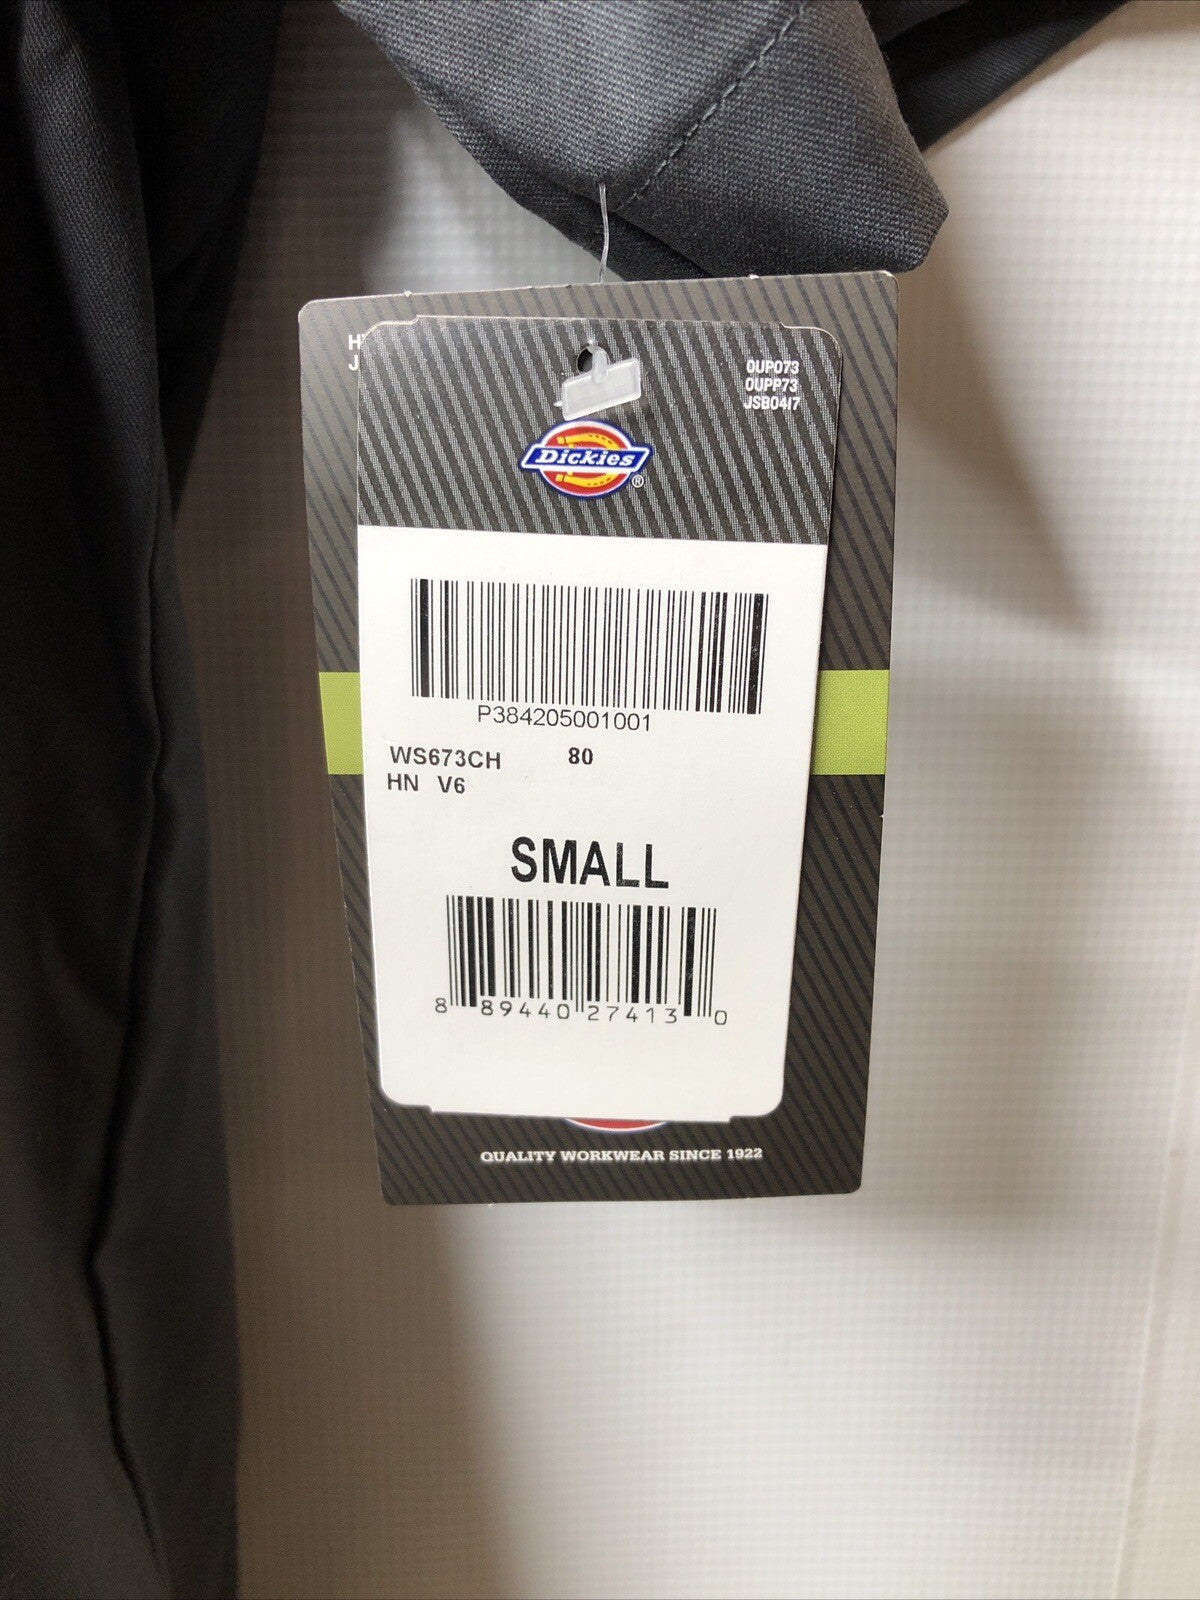 H
J
0UP073
0UPP73
JSB0417
Dickies®
P384205001001
WS673CH 80
HN V6
SMALL
8 89440 27413 0
QUALITY WORKWEAR SINCE 1922